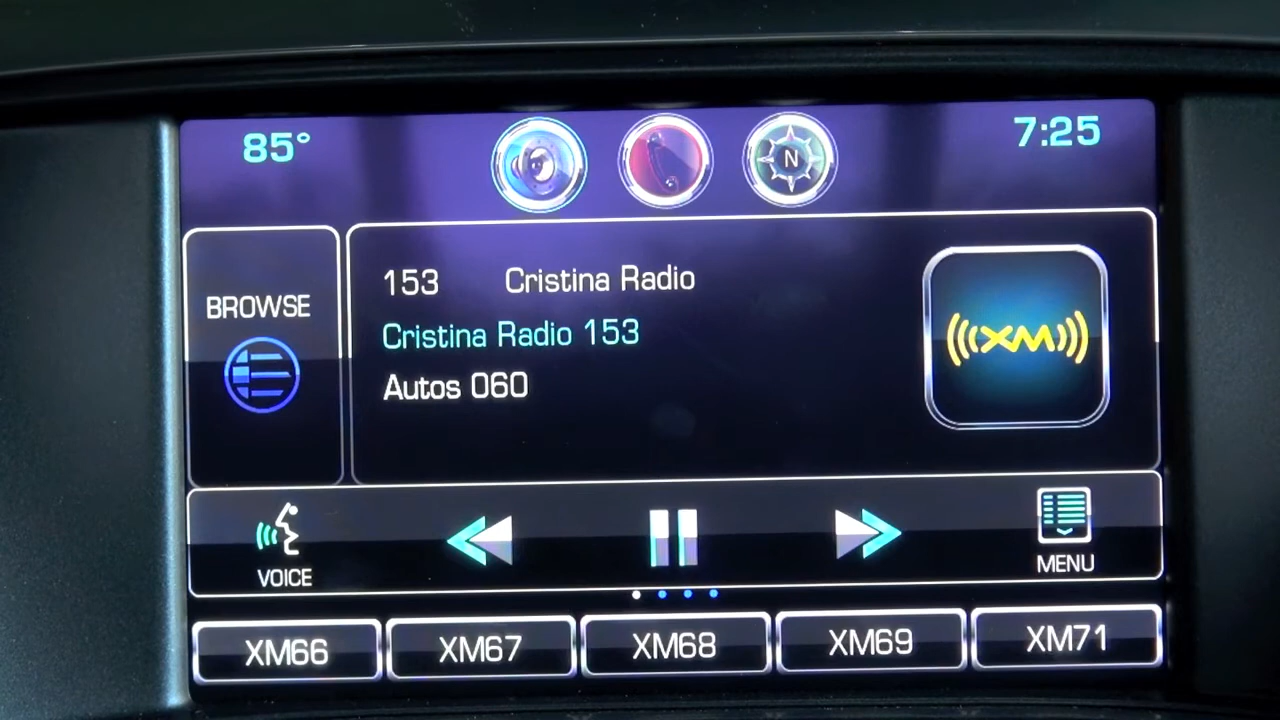 85°
N
7:25
BROWSE
153 Cristina Radio
Cristina Radio 153
Autos 060
((XM))
VOICE
MENU
XM66
XM67
XM68
XM69
XM71